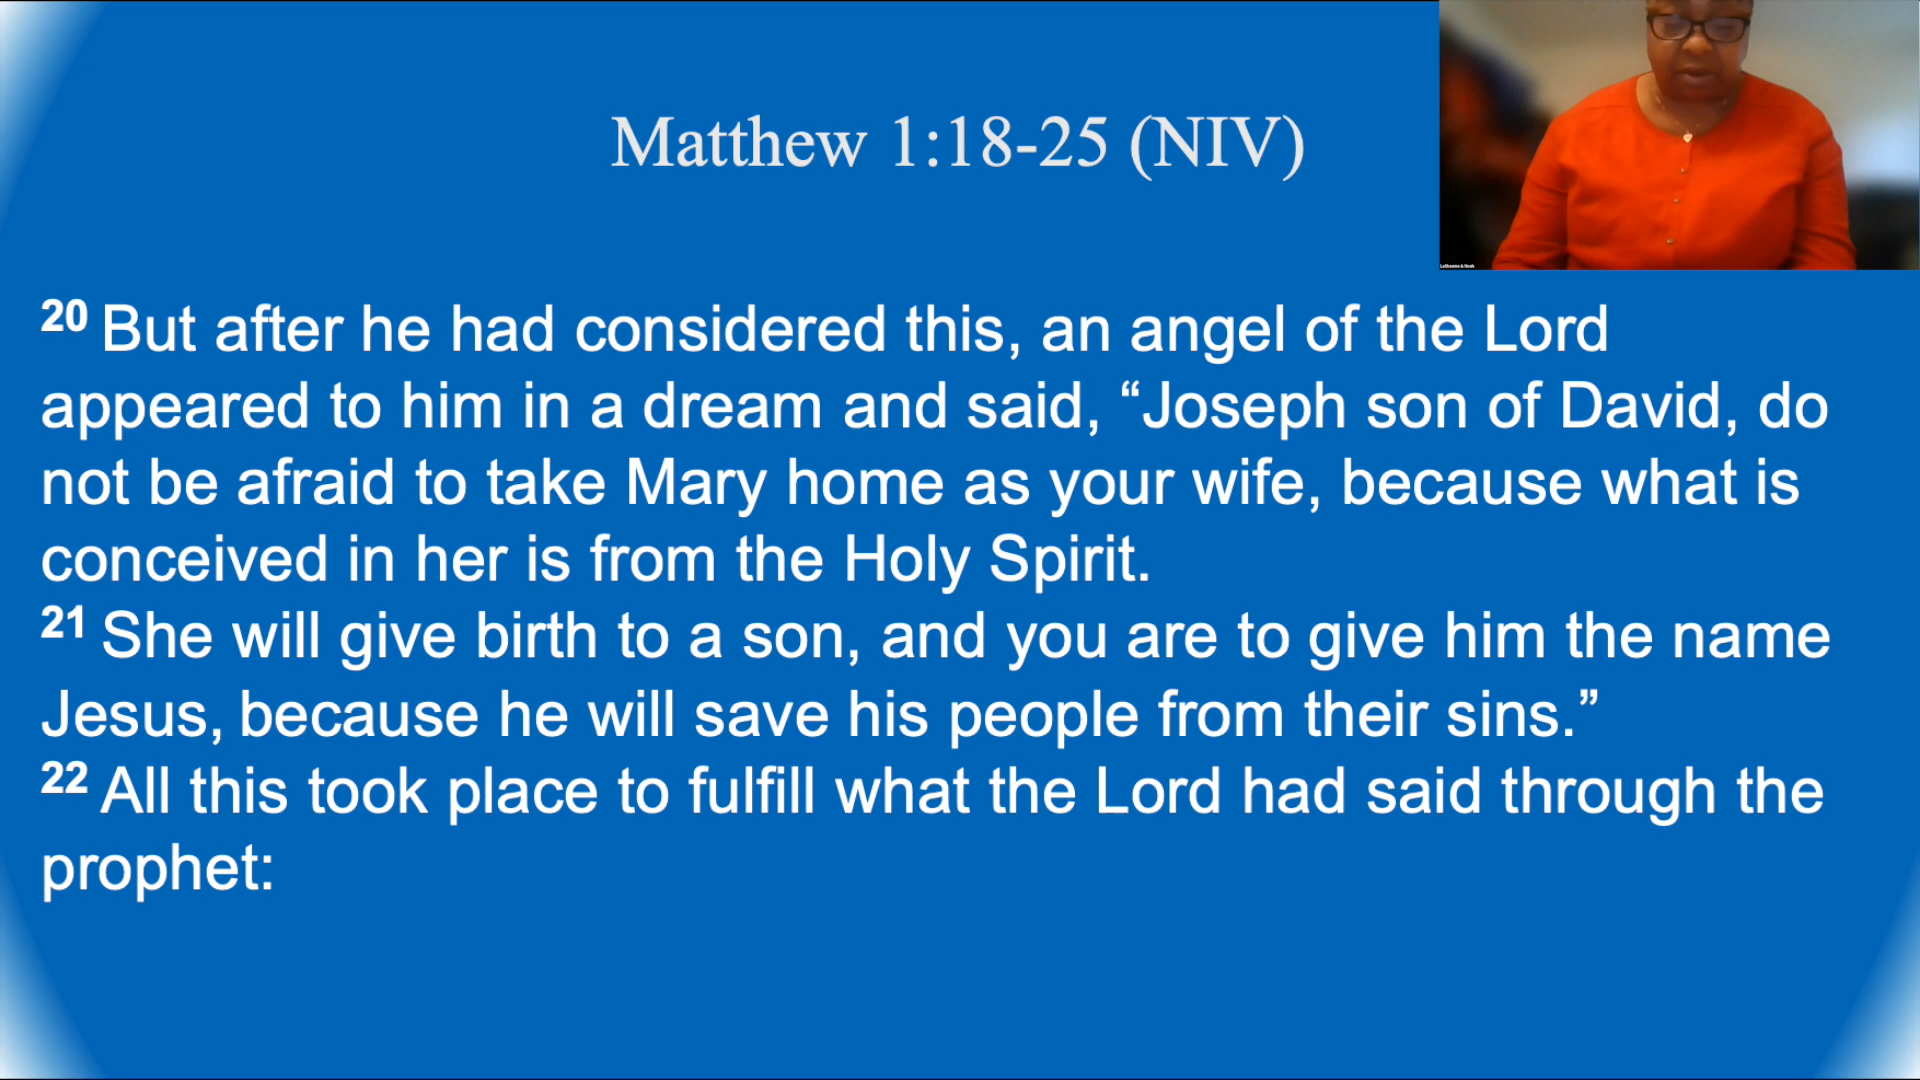 Matthew 1:18-25 (NIV)
20 But after he had considered this, an angel of the Lord
appeared to him in a dream and said, “Joseph son of David, do
not be afraid to take Mary home as your wife, because what is
conceived in her is from the Holy Spirit.
21 She will give birth to a son, and you are to give him the name
Jesus, because he will save his people from their sins.”
22 All this took place to fulfill what the Lord had said through the
prophet: